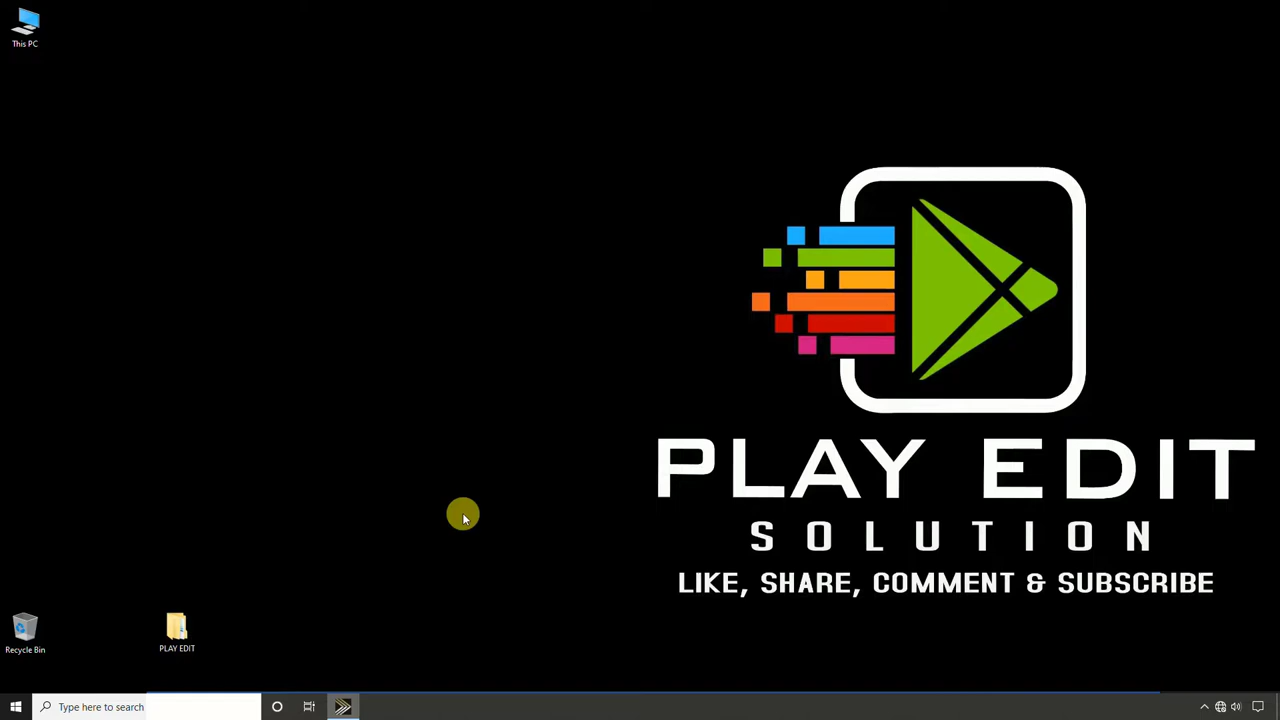 This PC
PLAY EDIT
SOLUTION
LIKE, SHARE, COMMENT & SUBSCRIBE
Recycle Bin
PLAY EDIT
Type here to search